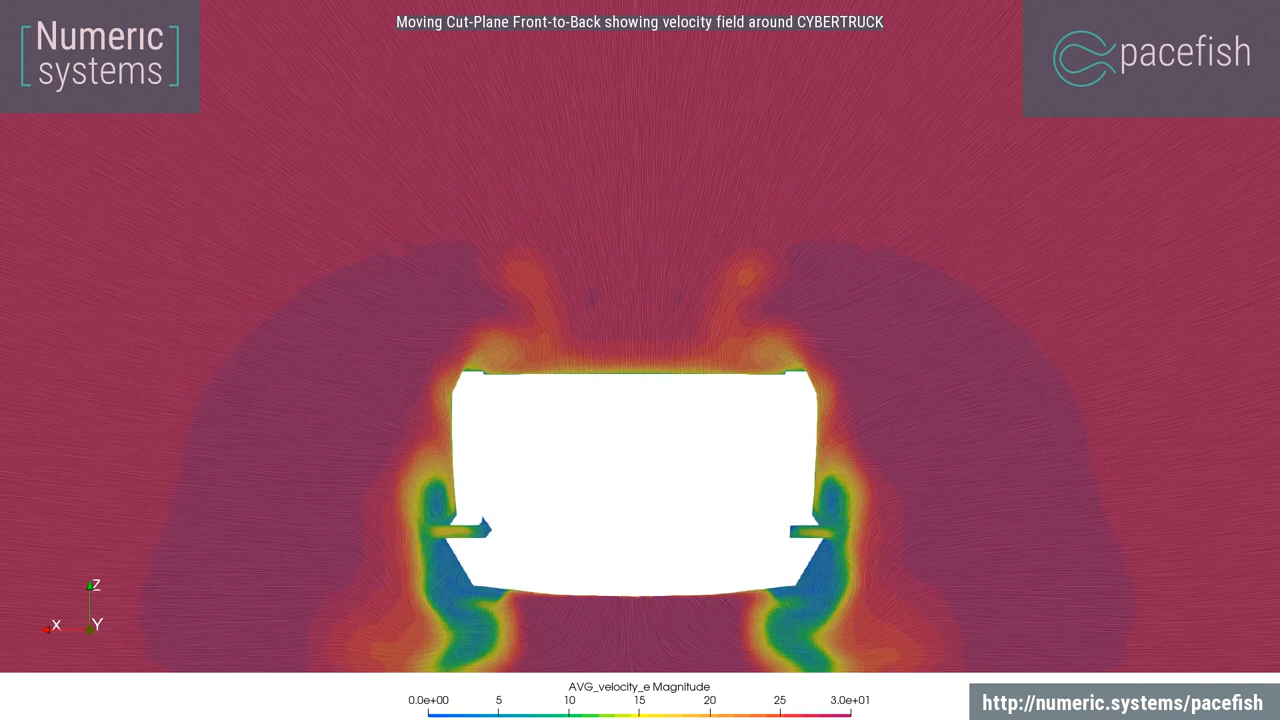 Moving Cut-Plane Front-to-Back showing velocity field around CYBERTRUCK
Numeric
systems
pacefish
Z
X
Y
AVG_velocity_e Magnitude
0.0e+00 5 10 15 20 25 3.0e+01
http://numeric.systems/pacefish